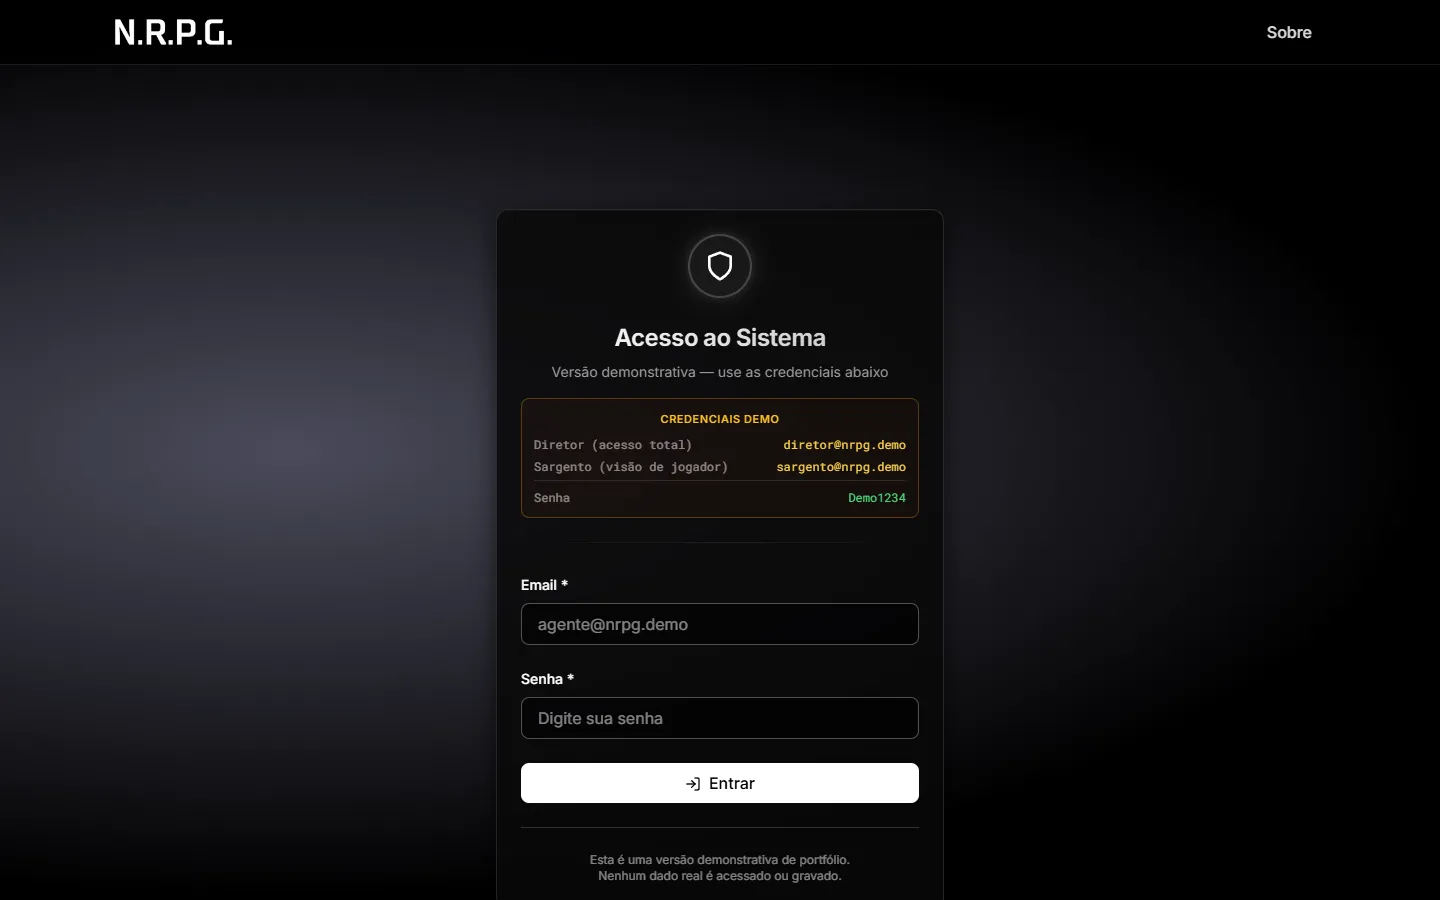 N.R.P.G.
Sobre
Acesso ao Sistema
Versão demonstrativa — use as credenciais abaixo
CREDENCIAIS DEMO
Diretor (acesso total) diretor@nrpg.demo
Sargento (visão de jogador) sargento@nrpg.demo
Senha Demo1234
Email *
agente@nrpg.demo
Senha *
Digite sua senha
Entrar
Esta é uma versão demonstrativa de portfólio.
Nenhum dado real é acessado ou gravado.